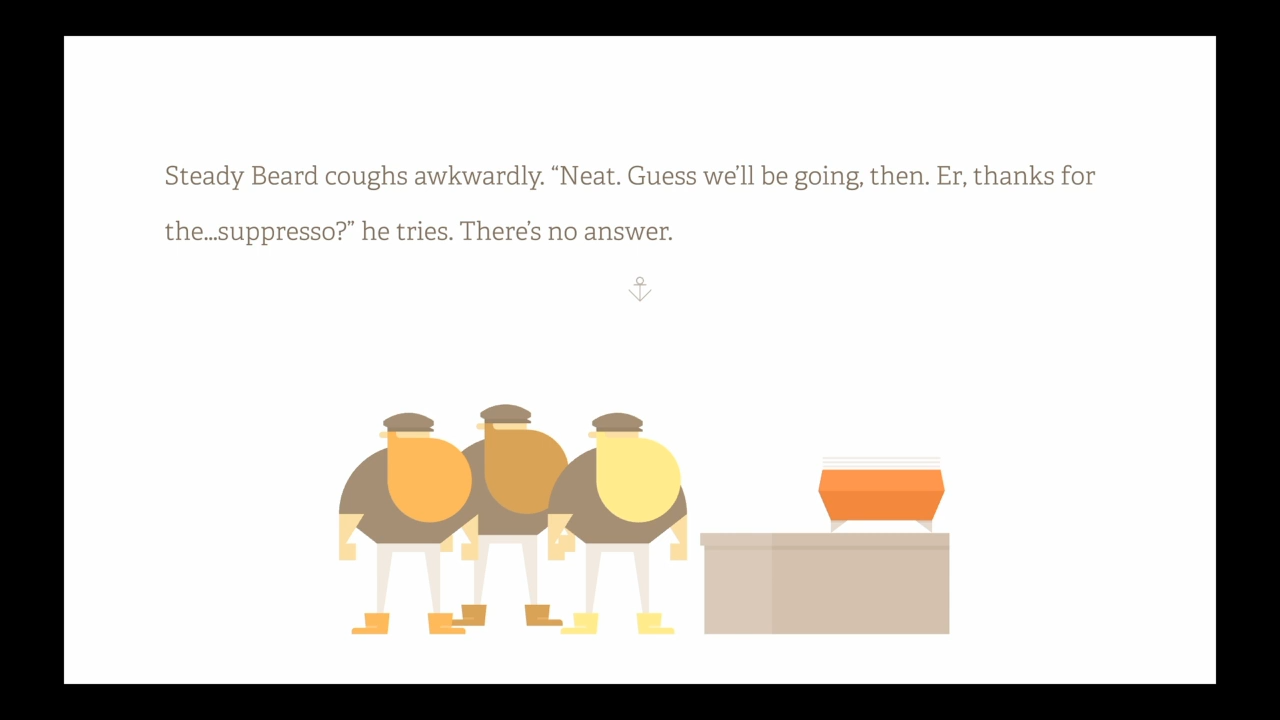 Steady Beard coughs awkwardly. “Neat. Guess we’ll be going, then. Er, thanks for
the...suppresso?” he tries. There’s no answer.